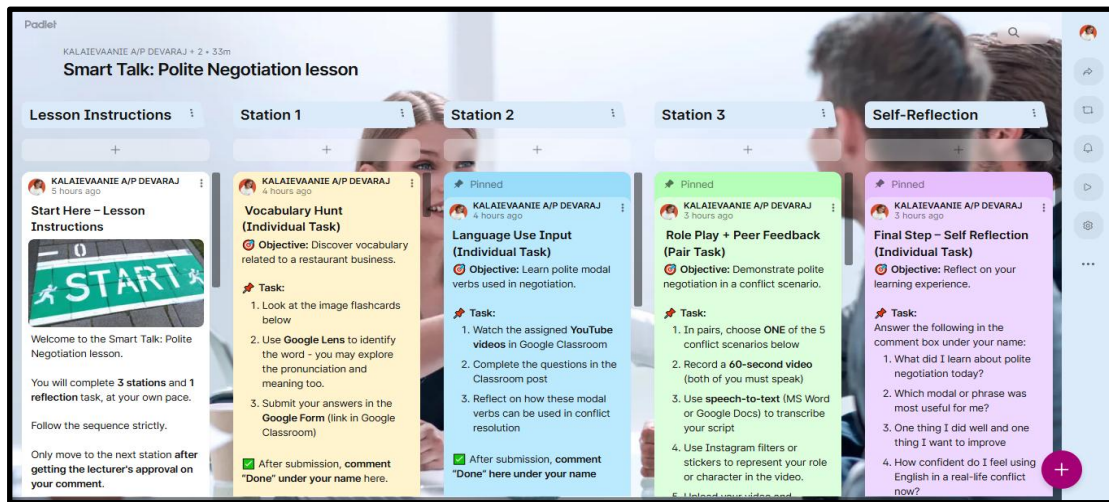 Padlet
KALAIEVAANIE A/P DEVARAJ + 2 • 33m
Smart Talk: Polite Negotiation lesson
Lesson Instructions
KALAIEVAANIE A/P DEVARAJ
5 hours ago
Start Here – Lesson
Instructions
START
Welcome to the Smart Talk: Polite
Negotiation lesson.
You will complete 3 stations and 1
reflection task, at your own pace.
Follow the sequence strictly.
Only move to the next station after
getting the lecturer's approval on
your comment.
Station 1
KALAIEVAANIE A/P DEVARAJ
4 hours ago
Vocabulary Hunt
(Individual Task)
🎯 Objective: Discover vocabulary
related to a restaurant business.
📌 Task:
1. Look at the image flashcards
below
2. Use Google Lens to identify
the word - you may explore
the pronunciation and
meaning too.
3. Submit your answers in the
Google Form (link in Google
Classroom)
✅ After submission, comment
"Done" under your name here.
Station 2
Pinned
KALAIEVAANIE A/P DEVARAJ
4 hours ago
Language Use Input
(Individual Task)
🎯 Objective: Learn polite modal
verbs used in negotiation.
📌 Task:
1. Watch the assigned YouTube
videos in Google Classroom
2. Complete the questions in the
Classroom post
3. Reflect on how these modal
verbs can be used in conflict
resolution
✅ After submission, comment
"Done" here under your name
Station 3
Pinned
KALAIEVAANIE A/P DEVARAJ
3 hours ago
Role Play + Peer Feedback
(Pair Task)
🎯 Objective: Demonstrate polite
negotiation in a conflict scenario.
📌 Task:
1. In pairs, choose ONE of the 5
conflict scenarios below
2. Record a 60-second video
(both of you must speak)
3. Use speech-to-text (MS Word
or Google Docs) to transcribe
your script
4. Use Instagram filters or
stickers to represent your role
or character in the video.
5. Upload your video and
Self-Reflection
Pinned
KALAIEVAANIE A/P DEVARAJ
3 hours ago
Final Step – Self Reflection
(Individual Task)
🎯 Objective: Reflect on your
learning experience.
📌 Task:
Answer the following in the
comment box under your name:
1. What did I learn about polite
negotiation today?
2. Which modal or phrase was
most useful for me?
3. One thing I did well and one
thing I want to improve
4. How confident do I feel using
English in a real-life conflict
now?